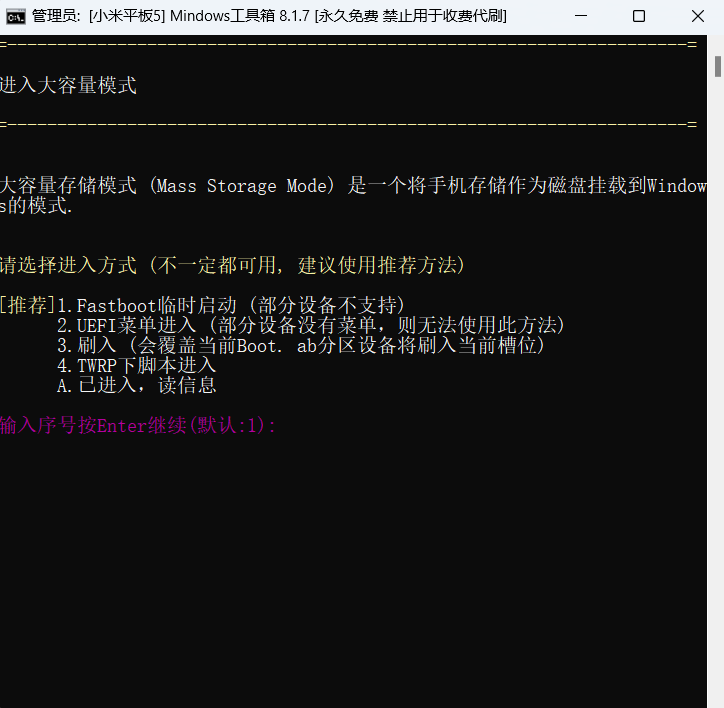 管理员: [小米平板5] Mindows工具箱 8.1.7 [永久免费 禁止用于收费代刷]
=--------------------------------------------------------------------=
进入大容量模式
=--------------------------------------------------------------------=
大容量存储模式 (Mass Storage Mode) 是一个将手机存储作为磁盘挂载到Window
s的模式.
请选择进入方式 (不一定都可用, 建议使用推荐方法)
[推荐]1.Fastboot临时启动 (部分设备不支持)
2.UEFI菜单进入 (部分设备没有菜单，则无法使用此方法)
3.刷入 (会覆盖当前Boot. ab分区设备将刷入当前槽位)
4.TWRP下脚本进入
A.已进入，读信息
输入序号按Enter继续(默认:1):